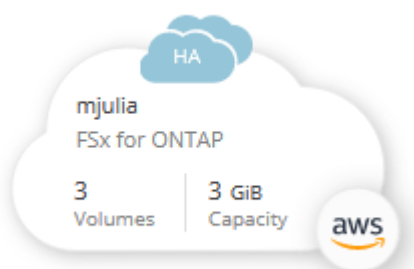 HA
mjulia
FSx for ONTAP
3 3 GiB
Volumes Capacity
aws